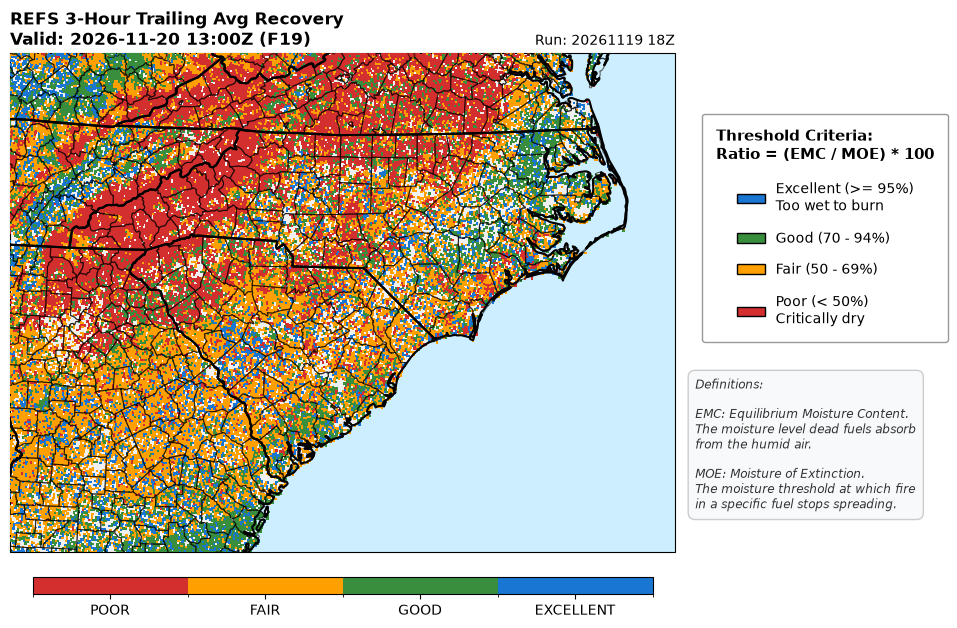 REFS 3-Hour Trailing Avg Recovery
Valid: 2026-11-20 13:00Z (F19)
Run: 20261119 18Z
Threshold Criteria:
Ratio = (EMC / MOE) * 100
Excellent (>= 95%)
Too wet to burn
Good (70 - 94%)
Fair (50 - 69%)
Poor (< 50%)
Critically dry
Definitions:
EMC: Equilibrium Moisture Content.
The moisture level dead fuels absorb
from the humid air.
MOE: Moisture of Extinction.
The moisture threshold at which fire
in a specific fuel stops spreading.
POOR
FAIR
GOOD
EXCELLENT